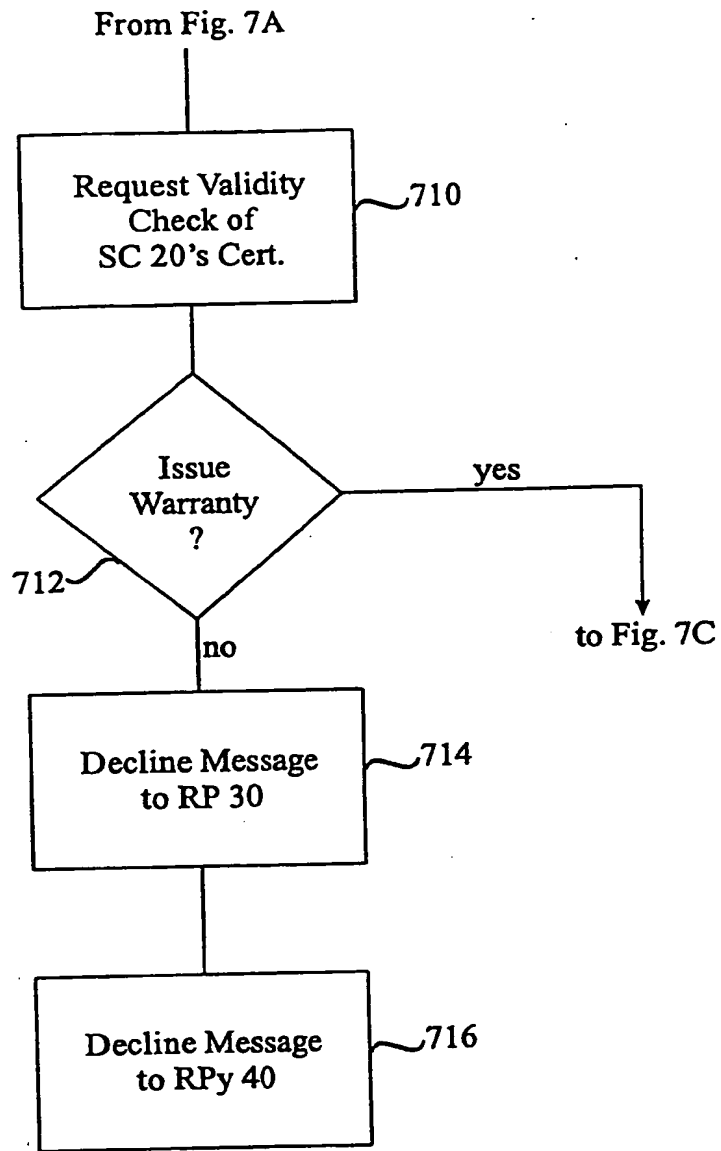 From Fig. 7A
Request Validity
Check of
SC 20's Cert.
710
Issue
Warranty
?
yes
712
to Fig. 7C
no
Decline Message
to RP 30
714
Decline Message
to RPy 40
716